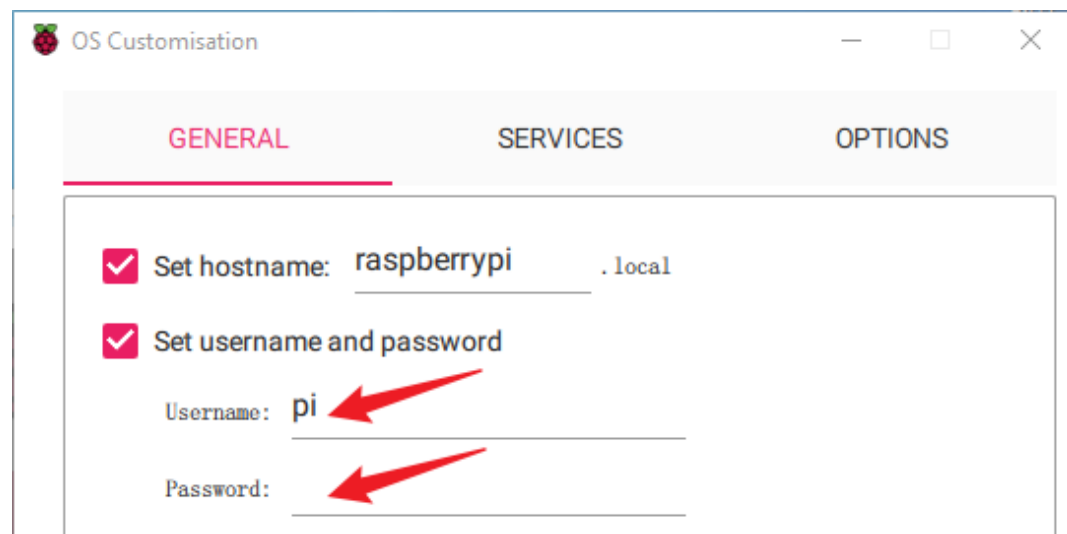 OS Customisation
GENERAL SERVICES OPTIONS
Set hostname: raspberrypi .local
Set username and password
Username: pi
Password: